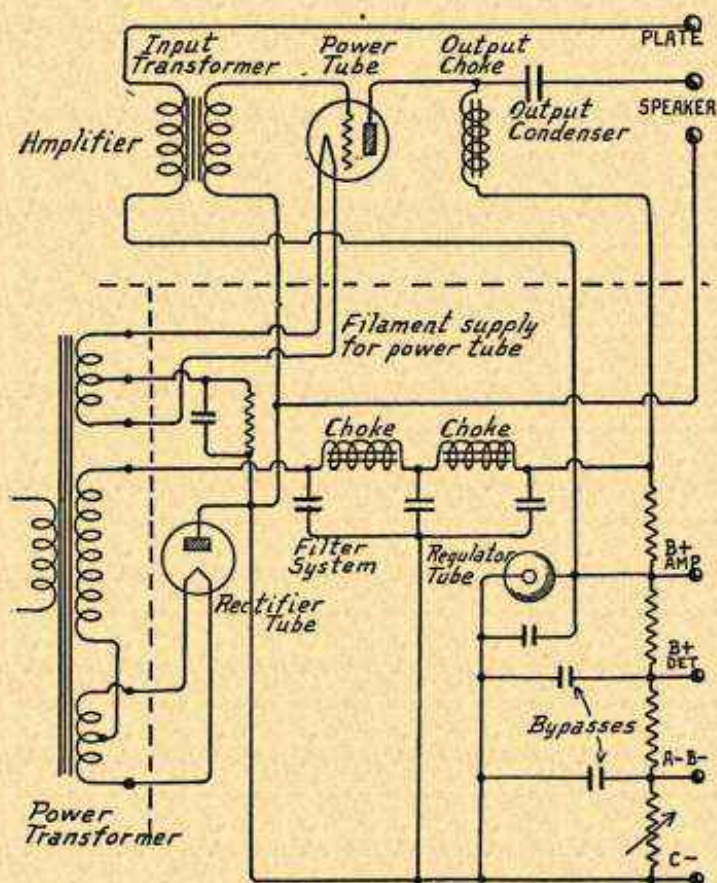 PLATE
Input
Transformer
Power
Tube
Output
Choke
SPEAKER
Output
Condenser
Amplifier
Filament supply
for power tube
Choke
Choke
Filter
System
Regulator
Tube
B+
AMP
Rectifier
Tube
B+
DET
Bypasses
A-B-
Power
Transformer
C-